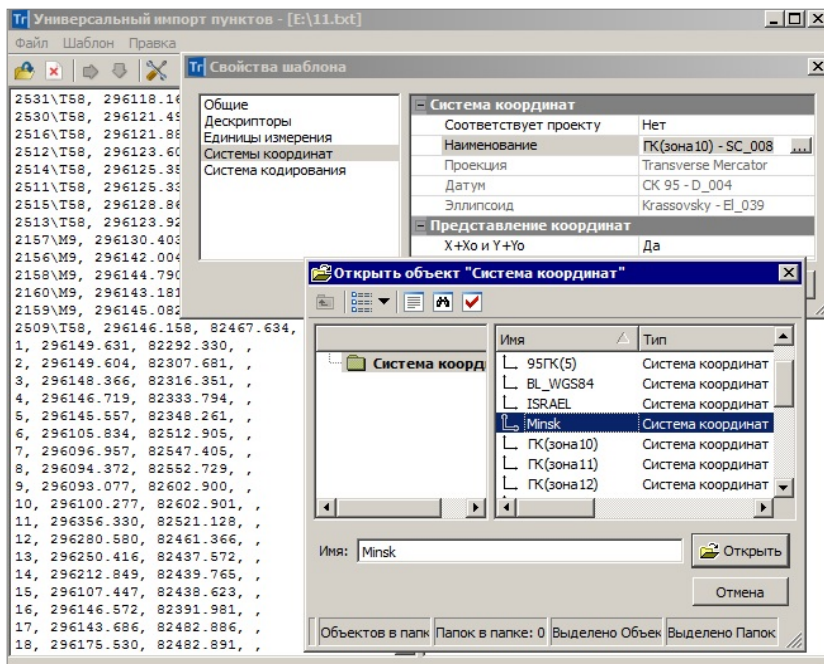 Универсальный импорт пунктов - [E:\11.txt]
Файл Шаблон Правка
2531\T58, 296118.16
2530\T58, 296121.49
2516\T58, 296121.88
2512\T58, 296123.60
2514\T58, 296125.35
2511\T58, 296125.33
2515\T58, 296128.86
2513\T58, 296123.92
2157\M9, 296130.403
2156\M9, 296142.004
2158\M9, 296144.790
2160\M9, 296143.181
2159\M9, 296145.082
2509\T58, 296146.158, 82467.634,
1, 296149.631, 82292.330, ,
2, 296149.604, 82307.681, ,
3, 296148.366, 82316.351, ,
4, 296146.719, 82333.794, ,
5, 296145.557, 82348.261, ,
6, 296105.834, 82512.905, ,
7, 296096.957, 82547.405, ,
8, 296094.372, 82552.729, ,
9, 296093.077, 82602.900, ,
10, 296100.277, 82602.901, ,
11, 296356.330, 82521.128, ,
12, 296280.580, 82461.366, ,
13, 296250.416, 82437.572, ,
14, 296212.849, 82439.765, ,
15, 296107.447, 82438.623, ,
16, 296146.572, 82391.981, ,
17, 296143.686, 82482.886, ,
18, 296175.530, 82482.891, ,
Свойства шаблона
Общие
Дескрипторы
Единицы измерения
Системы координат
Система кодирования
Система координат
Соответствует проекту Нет
Наименование ГК(зона10) - SC_008 ...
Проекция Transverse Mercator
Датум СК 95 - D_004
Эллипсоид Krassovsky - El_039
Представление координат
X+Xo и Y+Yo Да
Открыть объект "Система координат"
Система коорд
Имя Тип
95ГК(5) Система координат
BL_WGS84 Система координат
ISRAEL Система координат
Minsk Система координат
ГК(зона10) Система координат
ГК(зона11) Система координат
ГК(зона12) Система координат
Имя: Minsk
Открыть
Отмена
Объектов в папк Папок в папке: 0 Выделено Объек Выделено Папок